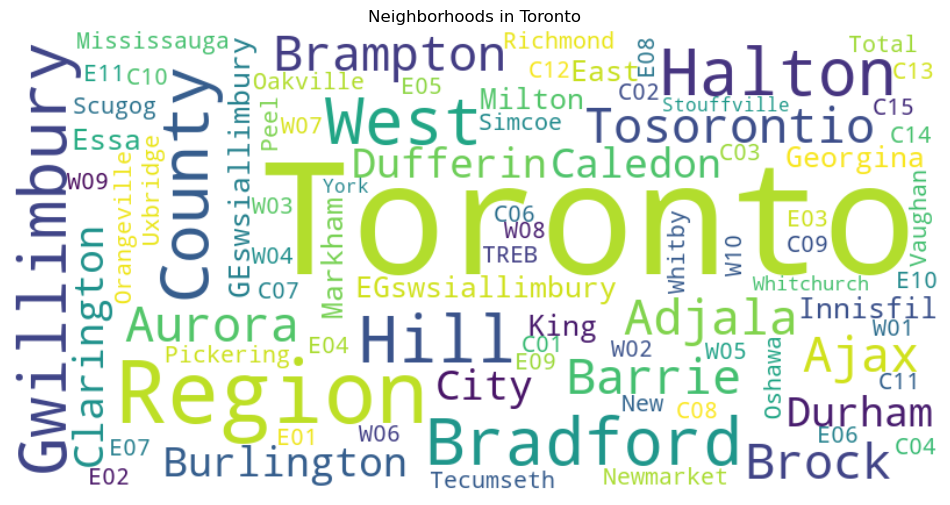 Neighborhoods in Toronto
Mississauga
Brampton
Richmond
E08
Halton
Total
E11
C10
Oakville
E05
C12
East
C02
C13
Scugog
County
GEswsiallimbury
Peel
W07
West
Milton
Simcoe
Stouffville
Tosorontio
C15
C14
Essa
Gwillimbury
W09
Orangeville
Uxbridge
Dufferin
Caledon
C03
Georgina
York
Toronto
W03
Markham
C06
W08
TREB
Whitby
W10
E03
C09
Vaughan
W04
C07
EGswsiallimbury
Whitchurch
E10
Clarington
Aurora
Hill
King
Adjala
Innisfil
W01
Pickering
E04
C01
E09
W02
W05
Oshawa
Ajax
Region
City
Barrie
C11
New
C08
Durham
E07
E01
W06
Bradford
E06
C04
E02
Burlington
Tecumseth
Newmarket
Brock